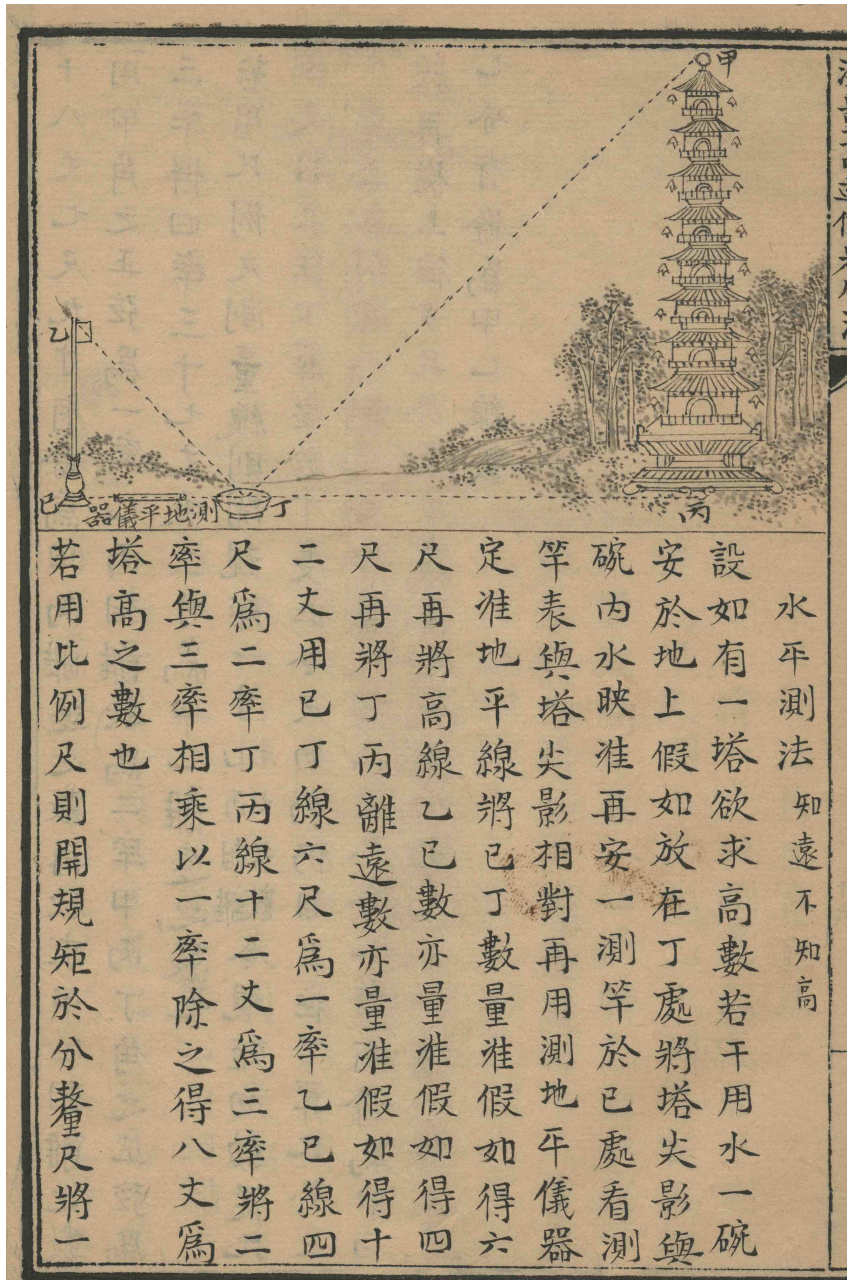 甲
乙
丁
丙
己
測地平儀器
水平測法 知遠不知高
設如有一塔欲求高數若干用水一碗
安於地上假如放在丁處將塔尖影與
碗内水映准再安一測竿於已處看測
竿表與塔尖影相對再用測地平儀器
定准地平線將已丁數量准假如得六
尺再將高線乙已數亦量准假如得四
尺再將丁丙離遠數亦量准假如得十
二丈用已丁線六尺爲一率乙已線四
尺爲二率丁丙線十二丈爲三率將二
率與三率相乘以一率除之得八丈爲
塔高之數也
若用比例尺則開規矩於分釐尺將一